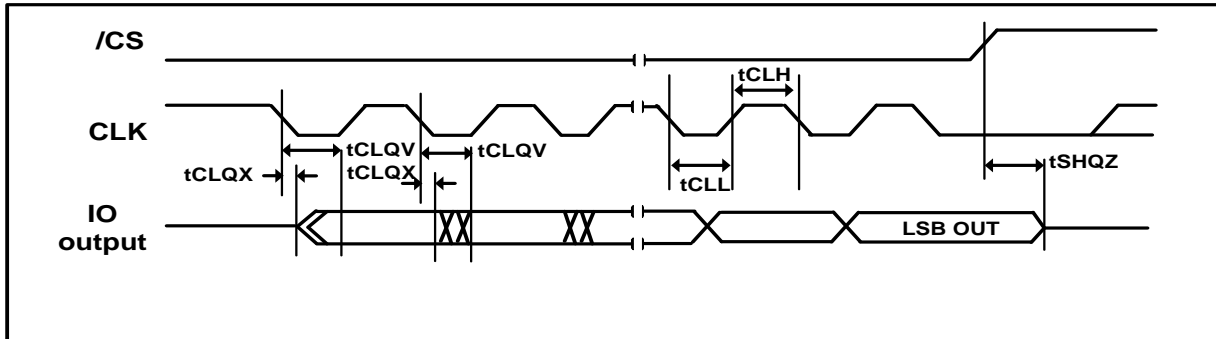 /CS
tCLH
CLK
tCLQV
tCLQV
tCLQX
tCLQX
tCLL
tSHQZ
IO
output
LSB OUT